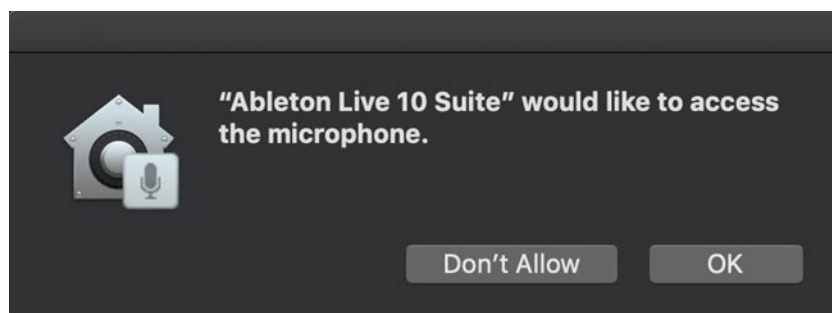 “Ableton Live 10 Suite” would like to access
the microphone.
Don’t Allow
OK